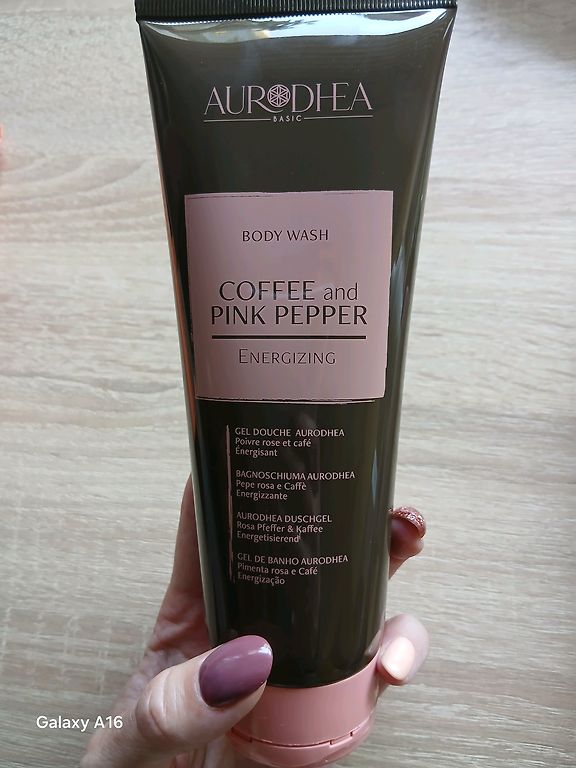 AURODHEA
BASIC
BODY WASH
COFFEE and
PINK PEPPER
ENERGIZING
GEL DOUCHE AURODHEA
Poivre rose et café
Énergisant
BAGNOSCHIUMA AURODHEA
Pepe rosa e Caffè
Energizzante
AURODHEA DUSCHGEL
Rosa Pfeffer & Kaffee
Energetisierend
GEL DE BANHO AURODHEA
Pimenta rosa e Café
Energização
Galaxy A16